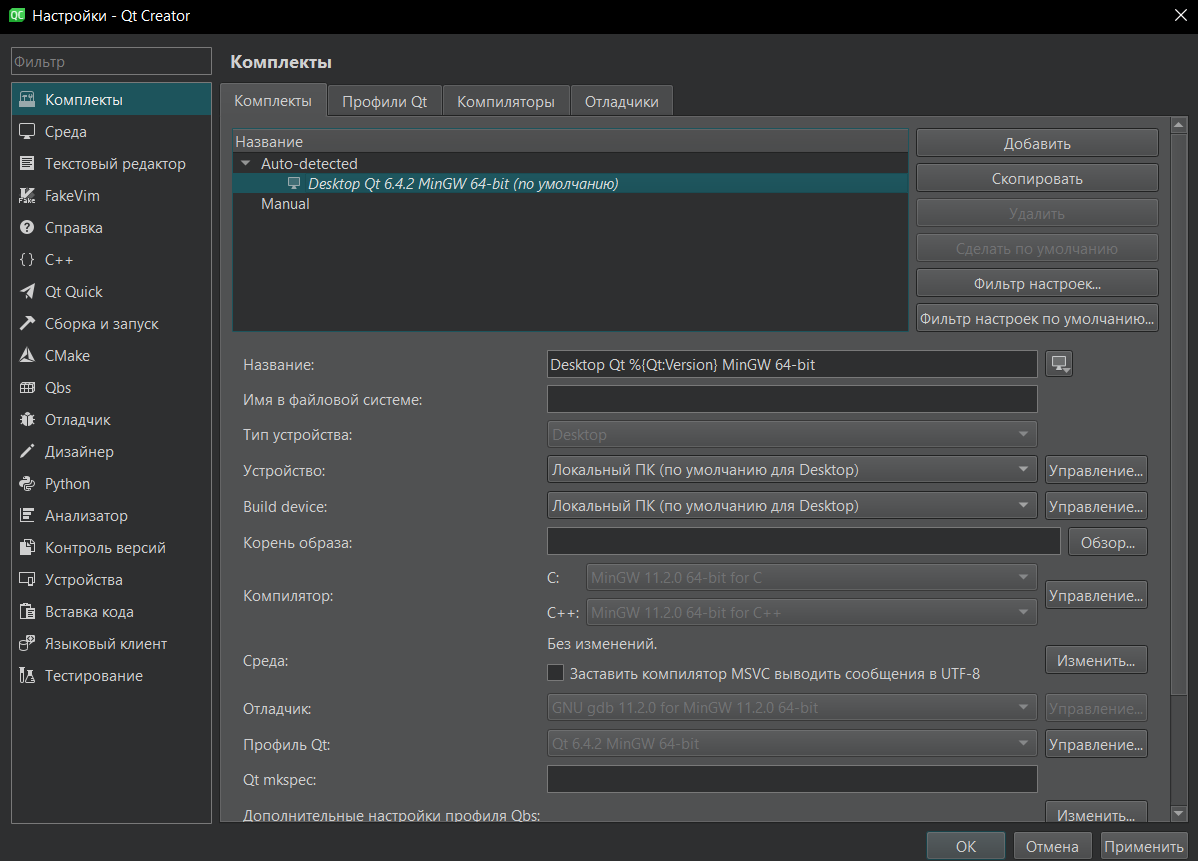 QC Настройки - Qt Creator
Фильтр
Комплекты
Среда
Текстовый редактор
FakeVim
Справка
C++
Qt Quick
Сборка и запуск
CMake
Qbs
Отладчик
Дизайнер
Python
Анализатор
Контроль версий
Устройства
Вставка кода
Языковый клиент
Тестирование
Комплекты
Комплекты Профили Qt Компиляторы Отладчики
Название
Auto-detected
Desktop Qt 6.4.2 MinGW 64-bit (по умолчанию)
Manual
Добавить
Скопировать
Удалить
Сделать по умолчанию
Фильтр настроек...
Фильтр настроек по умолчанию...
Название: Desktop Qt %{Qt:Version} MinGW 64-bit
Имя в файловой системе:
Тип устройства: Desktop
Устройство: Локальный ПК (по умолчанию для Desktop) Управление...
Build device: Локальный ПК (по умолчанию для Desktop) Управление...
Корень образа: Обзор...
Компилятор:
C: MinGW 11.2.0 64-bit for C
C++: MinGW 11.2.0 64-bit for C++
Управление...
Среда:
Без изменений.
Заставить компилятор MSVC выводить сообщения в UTF-8
Изменить...
Отладчик: GNU gdb 11.2.0 for MinGW 11.2.0 64-bit Управление...
Профиль Qt: Qt 6.4.2 MinGW 64-bit Управление...
Qt mkspec:
Дополнительные настройки профиля Qbs: Изменить...
OK Отмена Применить